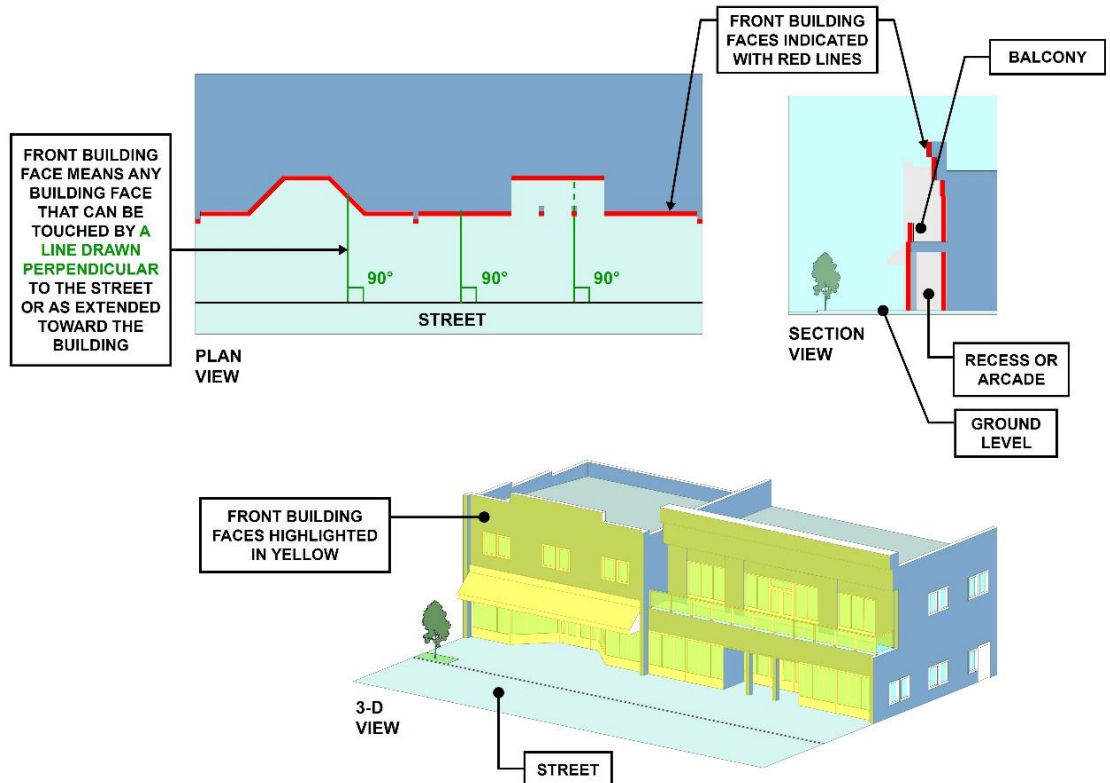 FRONT BUILDING
FACES INDICATED
WITH RED LINES
BALCONY
FRONT BUILDING
FACE MEANS ANY
BUILDING FACE
THAT CAN BE
TOUCHED BY A
LINE DRAWN
PERPENDICULAR
TO THE STREET
OR AS EXTENDED
TOWARD THE
BUILDING
90°
90°
90°
STREET
PLAN
VIEW
SECTION
VIEW
RECESS OR
ARCADE
GROUND
LEVEL
FRONT BUILDING
FACES HIGHLIGHTED
IN YELLOW
3-D
VIEW
STREET